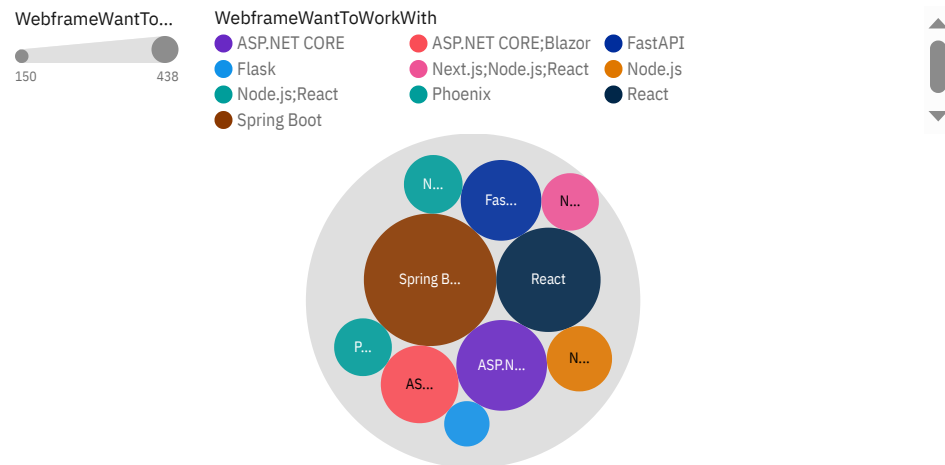 WebframeWantTo...
150
438
WebframeWantToWorkWith
ASP.NET CORE
ASP.NET CORE;Blazor
FastAPI
Flask
Next.js;Node.js;React
Node.js
Node.js;React
Phoenix
React
Spring Boot
N...
Fas...
N...
Spring B...
React
P...
AS...
ASP.N...
N...